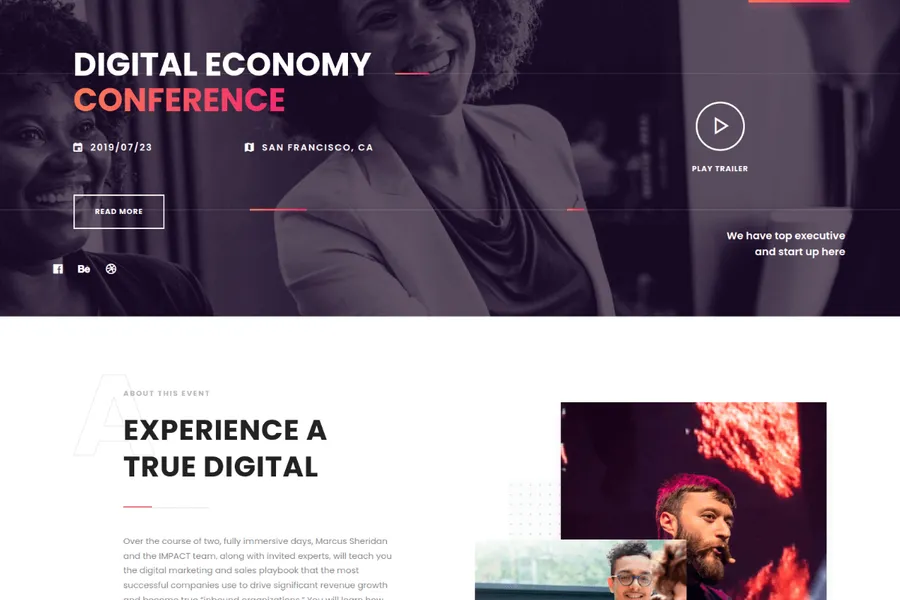 DIGITAL ECONOMY
CONFERENCE
2019/07/23
SAN FRANCISCO, CA
PLAY TRAILER
READ MORE
We have top executive
and start up here
Bē
A
ABOUT THIS EVENT
EXPERIENCE A
TRUE DIGITAL
Over the course of two, fully immersive days, Marcus Sheridan
and the IMPACT team, along with invited experts, will teach you
the digital marketing and sales playbook that the most
successful companies use to drive significant revenue growth
and become true "inbound organizations." You will learn how